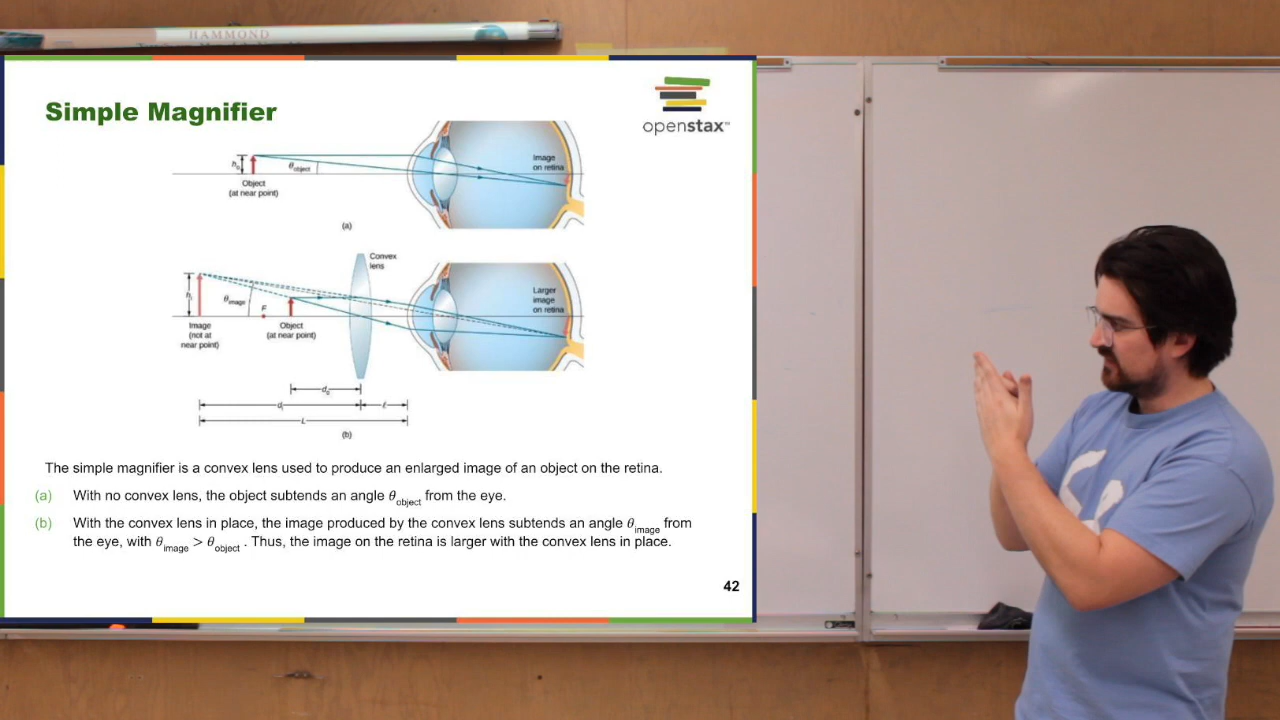 HAMMOND
Simple Magnifier
openstax™
h₀
θobject
Object
(at near point)
Image
on retina
(a)
Convex
lens
hᵢ
θimage
F
Image
(not at
near point)
Object
(at near point)
Larger
image
on retina
d₀
dᵢ
ℓ
L
(b)
The simple magnifier is a convex lens used to produce an enlarged image of an object on the retina.
(a) With no convex lens, the object subtends an angle θobject from the eye.
(b) With the convex lens in place, the image produced by the convex lens subtends an angle θimage from
the eye, with θimage > θobject . Thus, the image on the retina is larger with the convex lens in place.
42